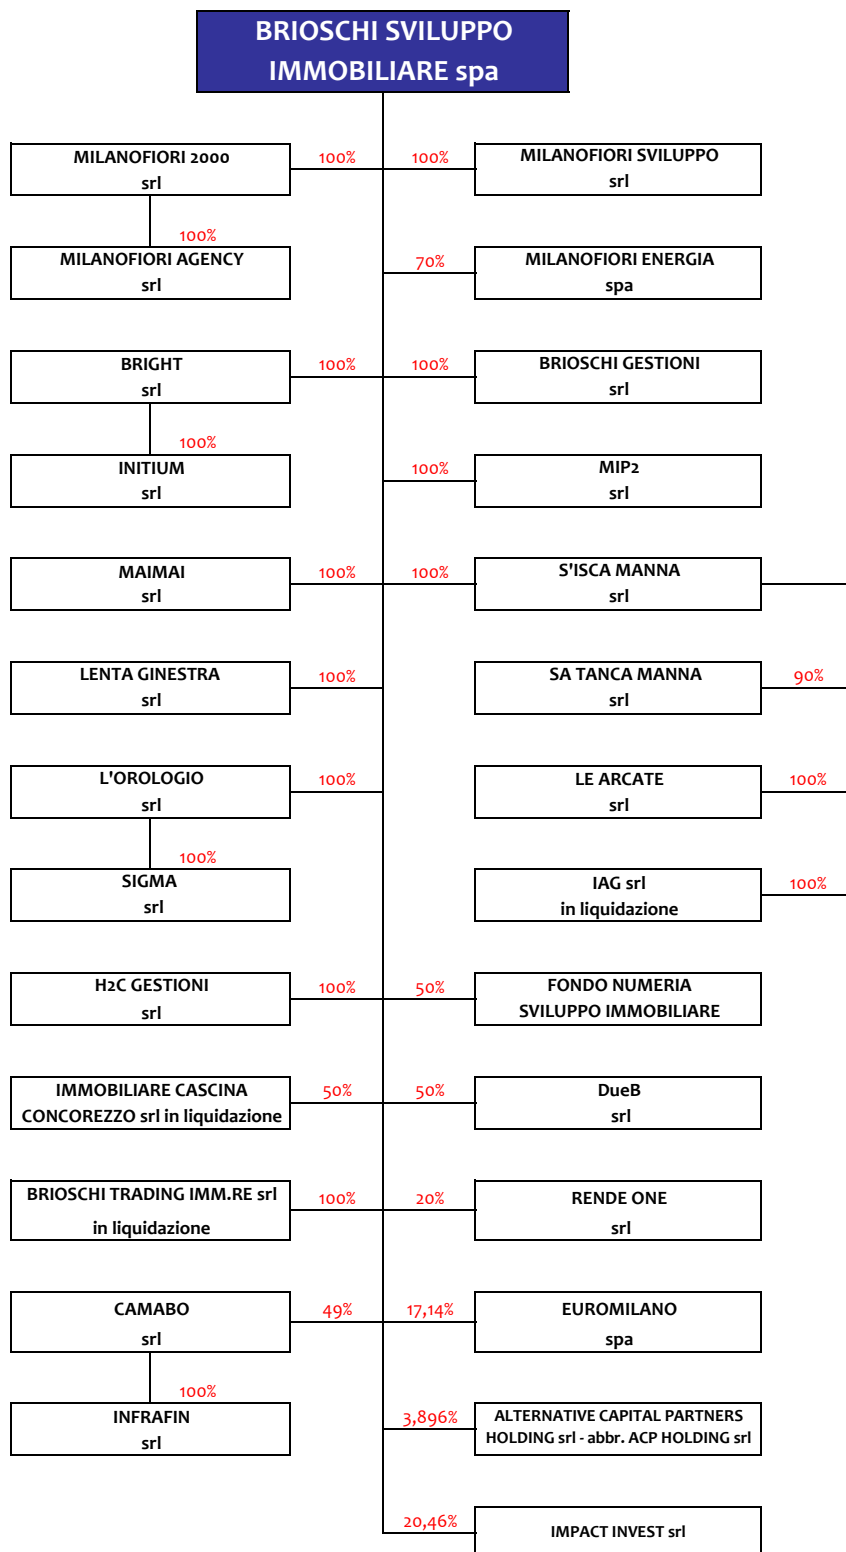 BRIOSCHI SVILUPPO
IMMOBILIARE spa
MILANOFIORI 2000
srl
100%
100%
MILANOFIORI SVILUPPO
srl
100%
MILANOFIORI AGENCY
srl
70%
MILANOFIORI ENERGIA
spa
BRIGHT
srl
100%
100%
BRIOSCHI GESTIONI
srl
100%
INITIUM
srl
100%
MIP2
srl
MAIMAI
srl
100%
100%
S'ISCA MANNA
srl
LENTA GINESTRA
srl
100%
SA TANCA MANNA
srl
90%
L'OROLOGIO
srl
100%
LE ARCATE
srl
100%
100%
SIGMA
srl
IAG srl
in liquidazione
100%
H2C GESTIONI
srl
100%
50%
FONDO NUMERIA
SVILUPPO IMMOBILIARE
IMMOBILIARE CASCINA
CONCOREZZO srl in liquidazione
50%
50%
DueB
srl
BRIOSCHI TRADING IMM.RE srl
in liquidazione
100%
20%
RENDE ONE
srl
CAMABO
srl
49%
17,14%
EUROMILANO
spa
100%
INFRAFIN
srl
3,896%
ALTERNATIVE CAPITAL PARTNERS
HOLDING srl - abbr. ACP HOLDING srl
20,46%
IMPACT INVEST srl